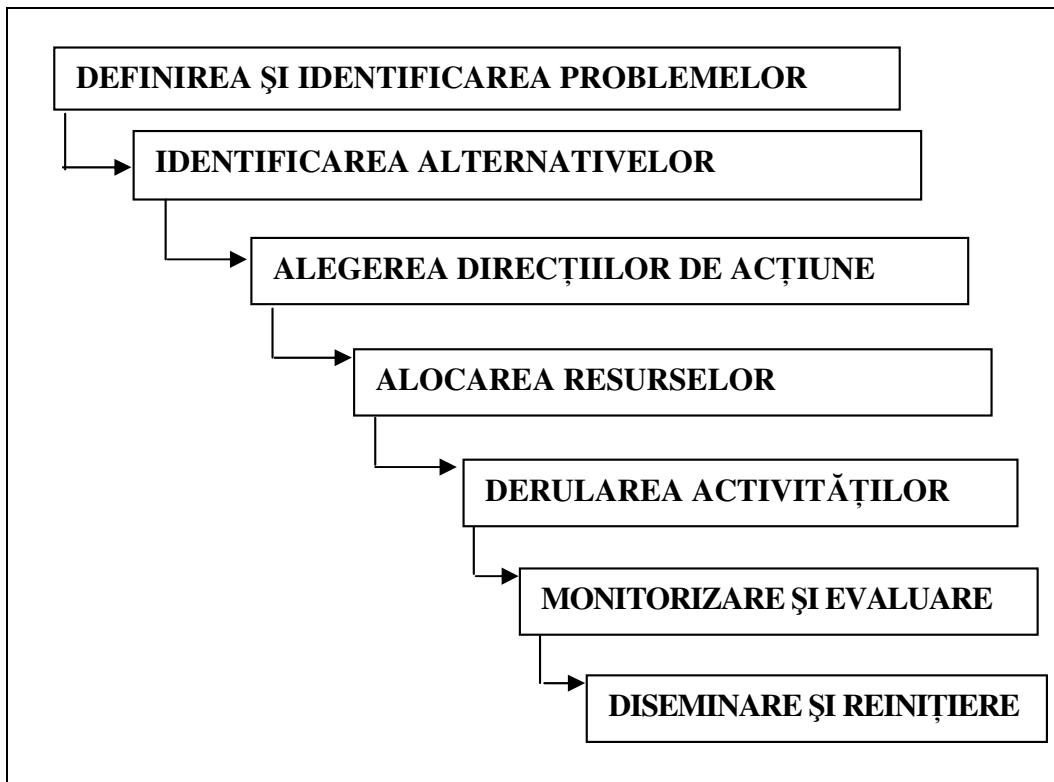 DEFINIREA ŞI IDENTIFICAREA PROBLEMELOR
IDENTIFICAREA ALTERNATIVELOR
ALEGEREA DIRECȚIILOR DE ACȚIUNE
ALOCAREA RESURSELOR
DERULAREA ACTIVITĂȚILOR
MONITORIZARE ŞI EVALUARE
DISEMINARE ŞI REINIȚIERE